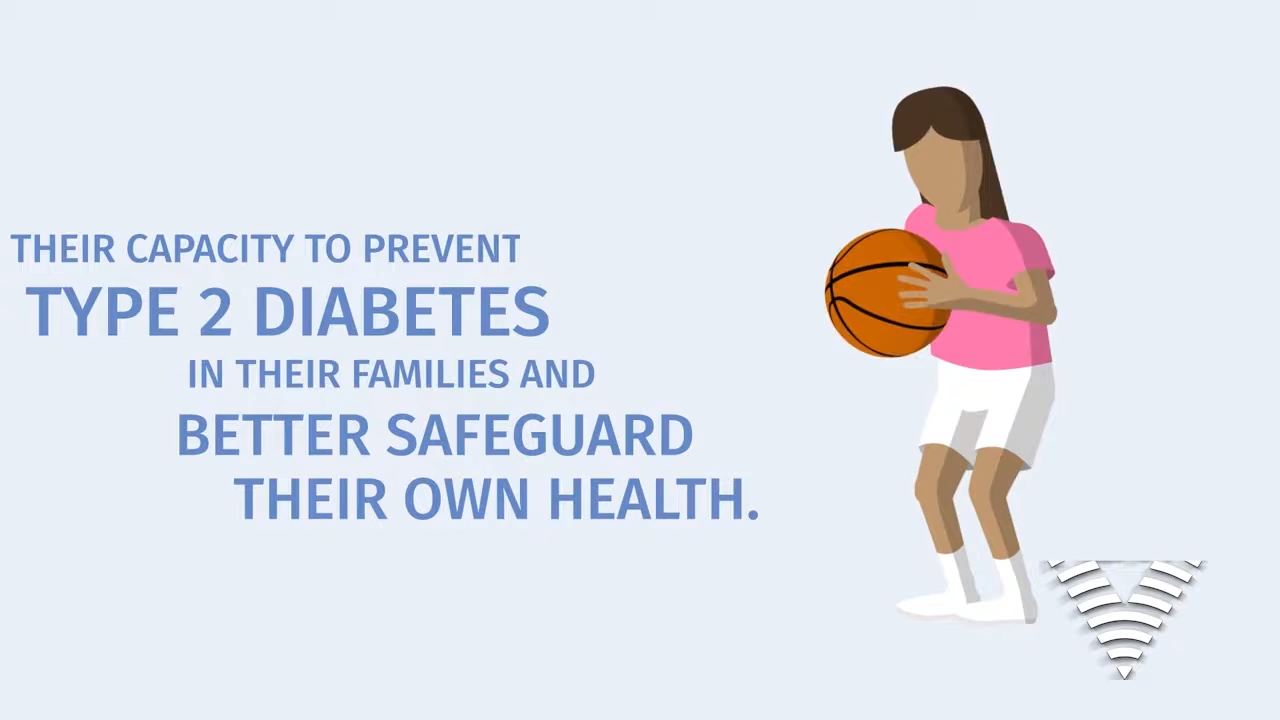 THEIR CAPACITY TO PREVENT
TYPE 2 DIABETES
IN THEIR FAMILIES AND
BETTER SAFEGUARD
THEIR OWN HEALTH.